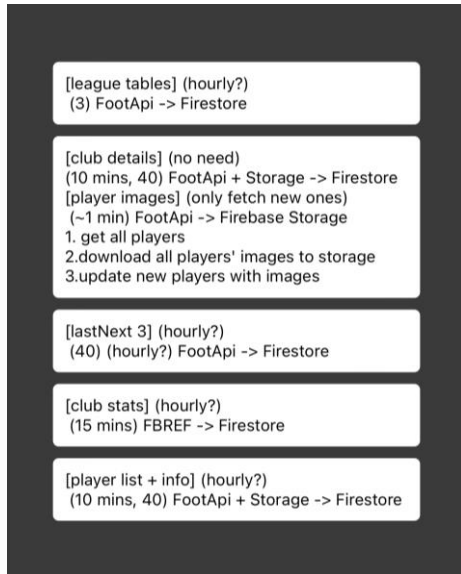 [league tables] (hourly?)
(3) FootApi -> Firestore
[club details] (no need)
(10 mins, 40) FootApi + Storage -> Firestore
[player images] (only fetch new ones)
(~1 min) FootApi -> Firebase Storage
1. get all players
2.download all players' images to storage
3.update new players with images
[lastNext 3] (hourly?)
(40) (hourly?) FootApi -> Firestore
[club stats] (hourly?)
(15 mins) FBREF -> Firestore
[player list + info] (hourly?)
(10 mins, 40) FootApi + Storage -> Firestore